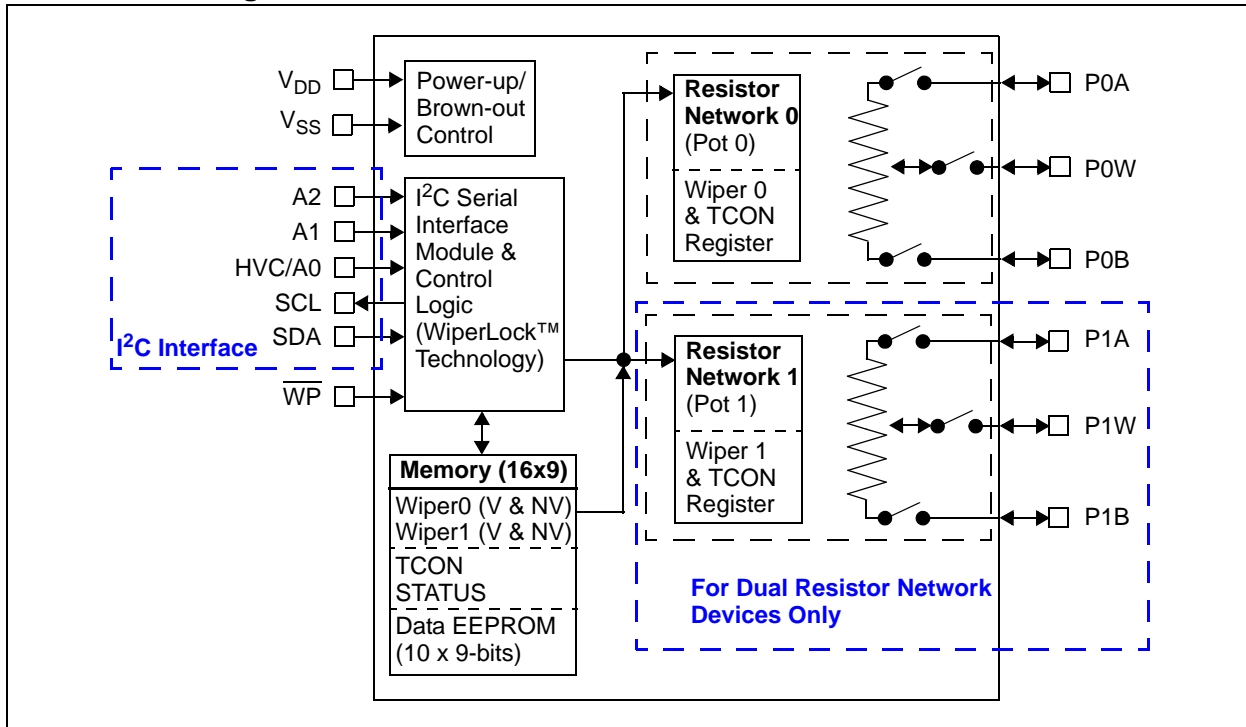 V_DD
V_SS
Power-up/
Brown-out
Control
A2
A1
HVC/A0
SCL
SDA
I²C Interface
WP
I²C Serial
Interface
Module &
Control
Logic
(WiperLock™
Technology)
Memory (16x9)
Wiper0 (V & NV)
Wiper1 (V & NV)
TCON
STATUS
Data EEPROM
(10 x 9-bits)
Resistor
Network 0
(Pot 0)
Wiper 0
& TCON
Register
P0A
P0W
P0B
Resistor
Network 1
(Pot 1)
Wiper 1
& TCON
Register
P1A
P1W
P1B
For Dual Resistor Network
Devices Only